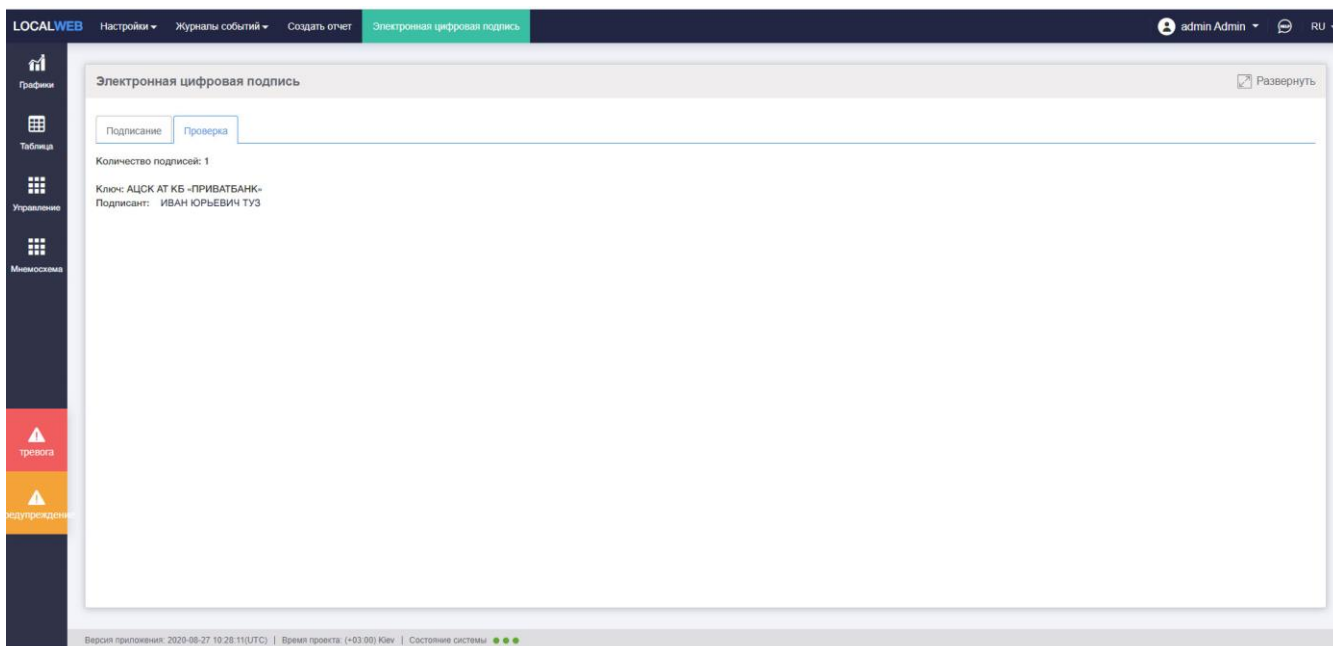 LOCALWEB Настройки Журналы событий Создать отчет Электронная цифровая подпись admin Admin RU
Графики
Таблица
Управление
Мнемосхема
тревога
редупреждение
Электронная цифровая подпись Развернуть
Подписание Проверка
Количество подписей: 1
Ключ: АЦСК АТ КБ «ПРИВАТБАНК»
Подписант: ИВАН ЮРЬЕВИЧ ТУЗ
Версия приложения: 2020-08-27 10:28:11(UTC) | Время проекта: (+03:00) Kiev | Состояние системы